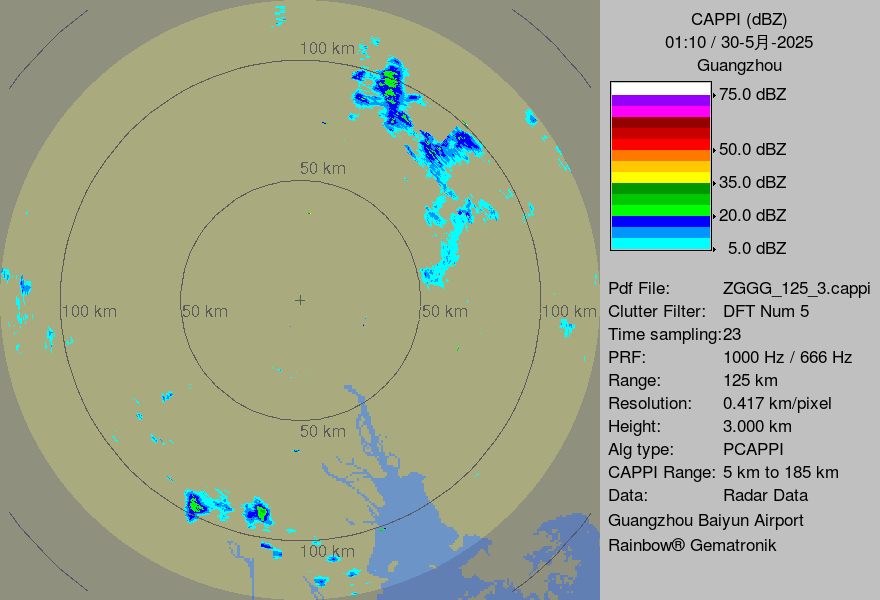 100 km
50 km
100 km
50 km
50 km
100 km
50 km
100 km
CAPPI (dBZ)
01:10 / 30-5月-2025
Guangzhou
75.0 dBZ
50.0 dBZ
35.0 dBZ
20.0 dBZ
5.0 dBZ
Pdf File: ZGGG_125_3.cappi
Clutter Filter: DFT Num 5
Time sampling:23
PRF: 1000 Hz / 666 Hz
Range: 125 km
Resolution: 0.417 km/pixel
Height: 3.000 km
Alg type: PCAPPI
CAPPI Range: 5 km to 185 km
Data: Radar Data
Guangzhou Baiyun Airport
Rainbow® Gematronik